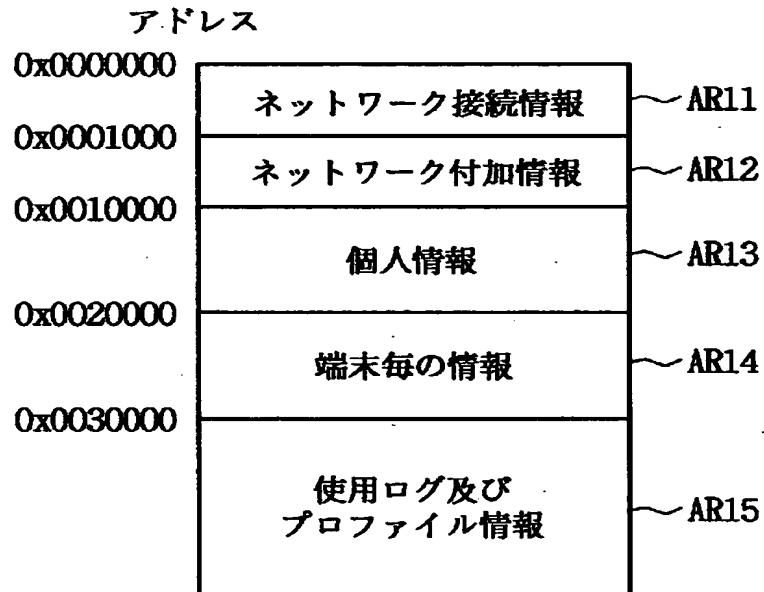 アドレス
0x0000000
ネットワーク接続情報 AR11
0x0001000
ネットワーク付加情報 AR12
0x0010000
個人情報 AR13
0x0020000
端末毎の情報 AR14
0x0030000
使用ログ及び
プロファイル情報 AR15